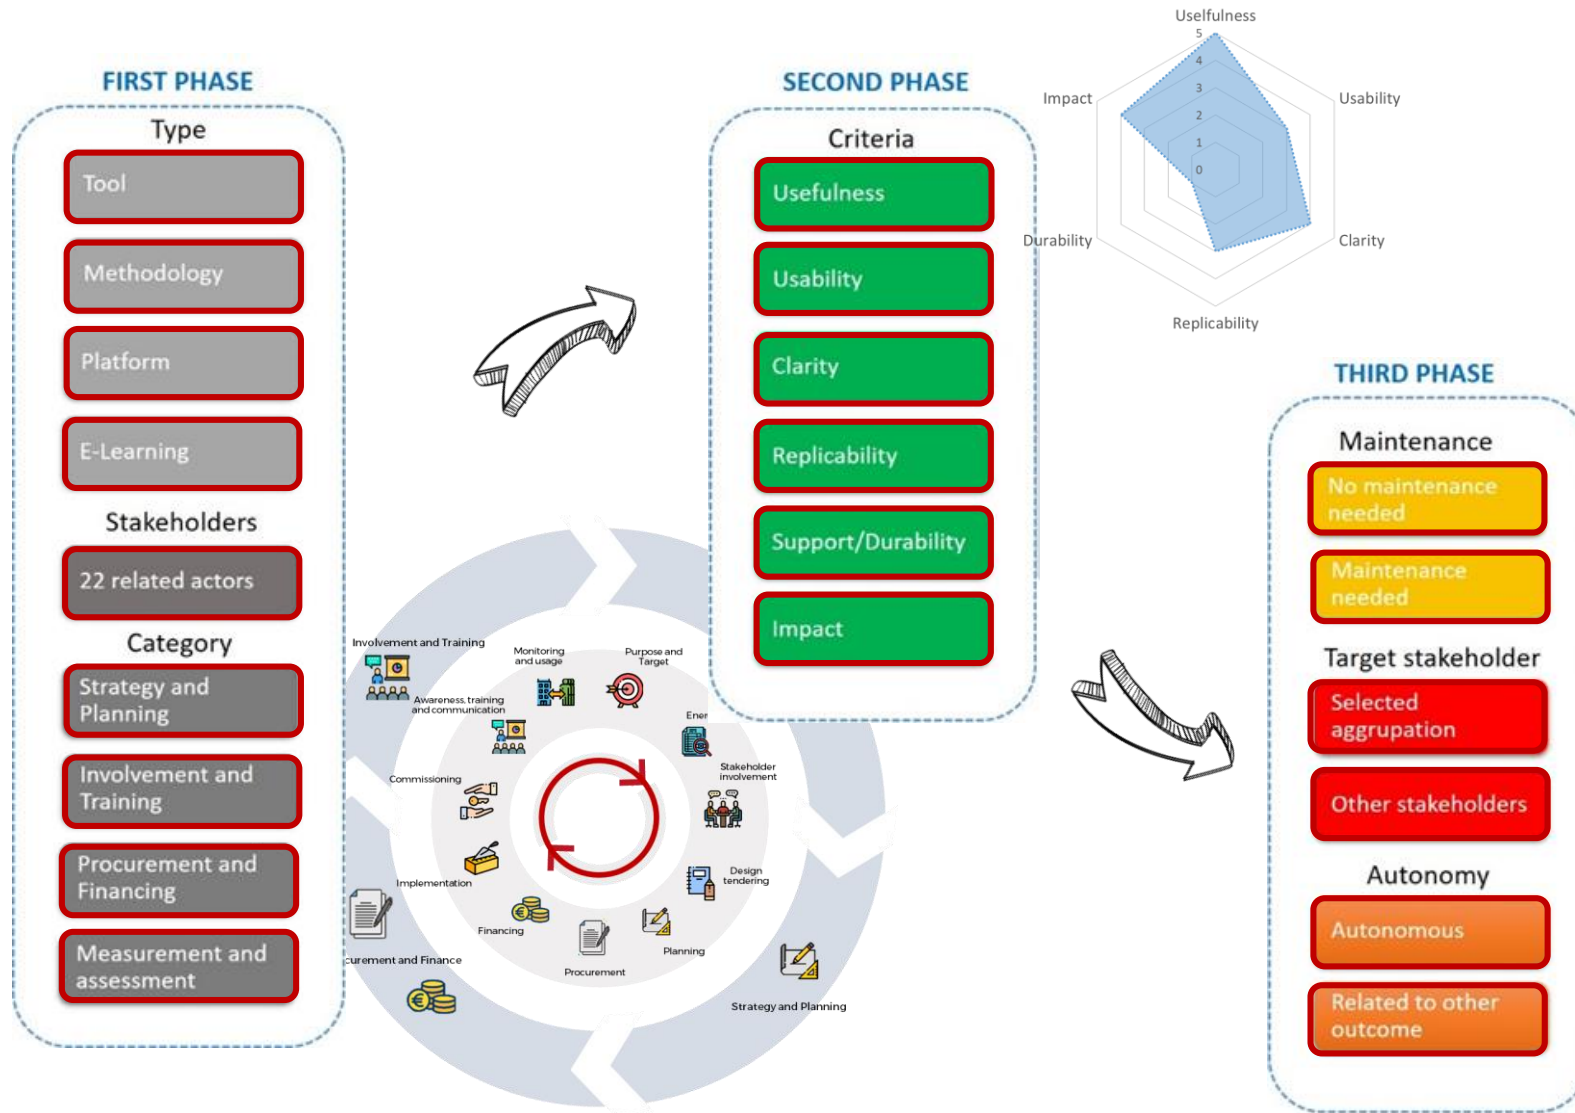 FIRST PHASE
Type
Tool
Methodology
Platform
E-Learning
Stakeholders
22 related actors
Category
Strategy and
Planning
Involvement and
Training
Procurement and
Financing
Measurement and
assessment
Involvement and Training
Monitoring
and usage
Purpose and
Target
Awareness, training
and communication
Ener
Commissioning
Stakeholder
involvement
Implementation
Design
tendering
Financing
Planning
Procurement
curement and Finance
Strategy and Planning
SECOND PHASE
Criteria
Usefulness
Usability
Clarity
Replicability
Support/Durability
Impact
Uselfulness
5
4
3
2
1
0
Impact
Usability
Durability
Clarity
Replicability
THIRD PHASE
Maintenance
No maintenance
needed
Maintenance
needed
Target stakeholder
Selected
aggrupation
Other stakeholders
Autonomy
Autonomous
Related to other
outcome